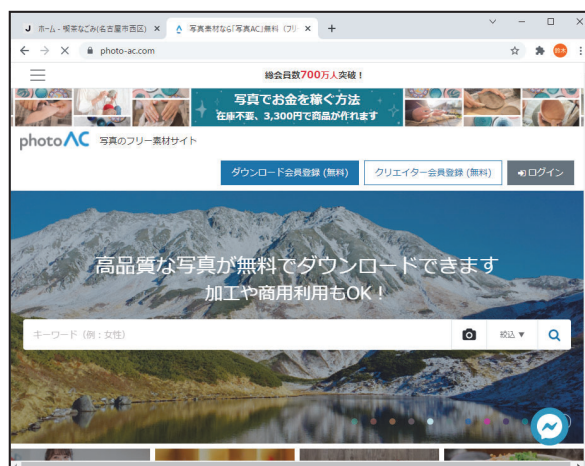 ホーム - 喫茶なごみ(名古屋市西区)
写真素材なら「写真AC」無料（フリ
photo-ac.com
鈴木
総会員数700万人突破！
写真でお金を稼ぐ方法
在庫不要、3,300円で商品が作れます
photoAC 写真のフリー素材サイト
ダウンロード会員登録 (無料) クリエイター会員登録 (無料) ログイン
高品質な写真が無料でダウンロードできます
加工や商用利用もOK！
キーワード（例：女性） 絞込 ▼